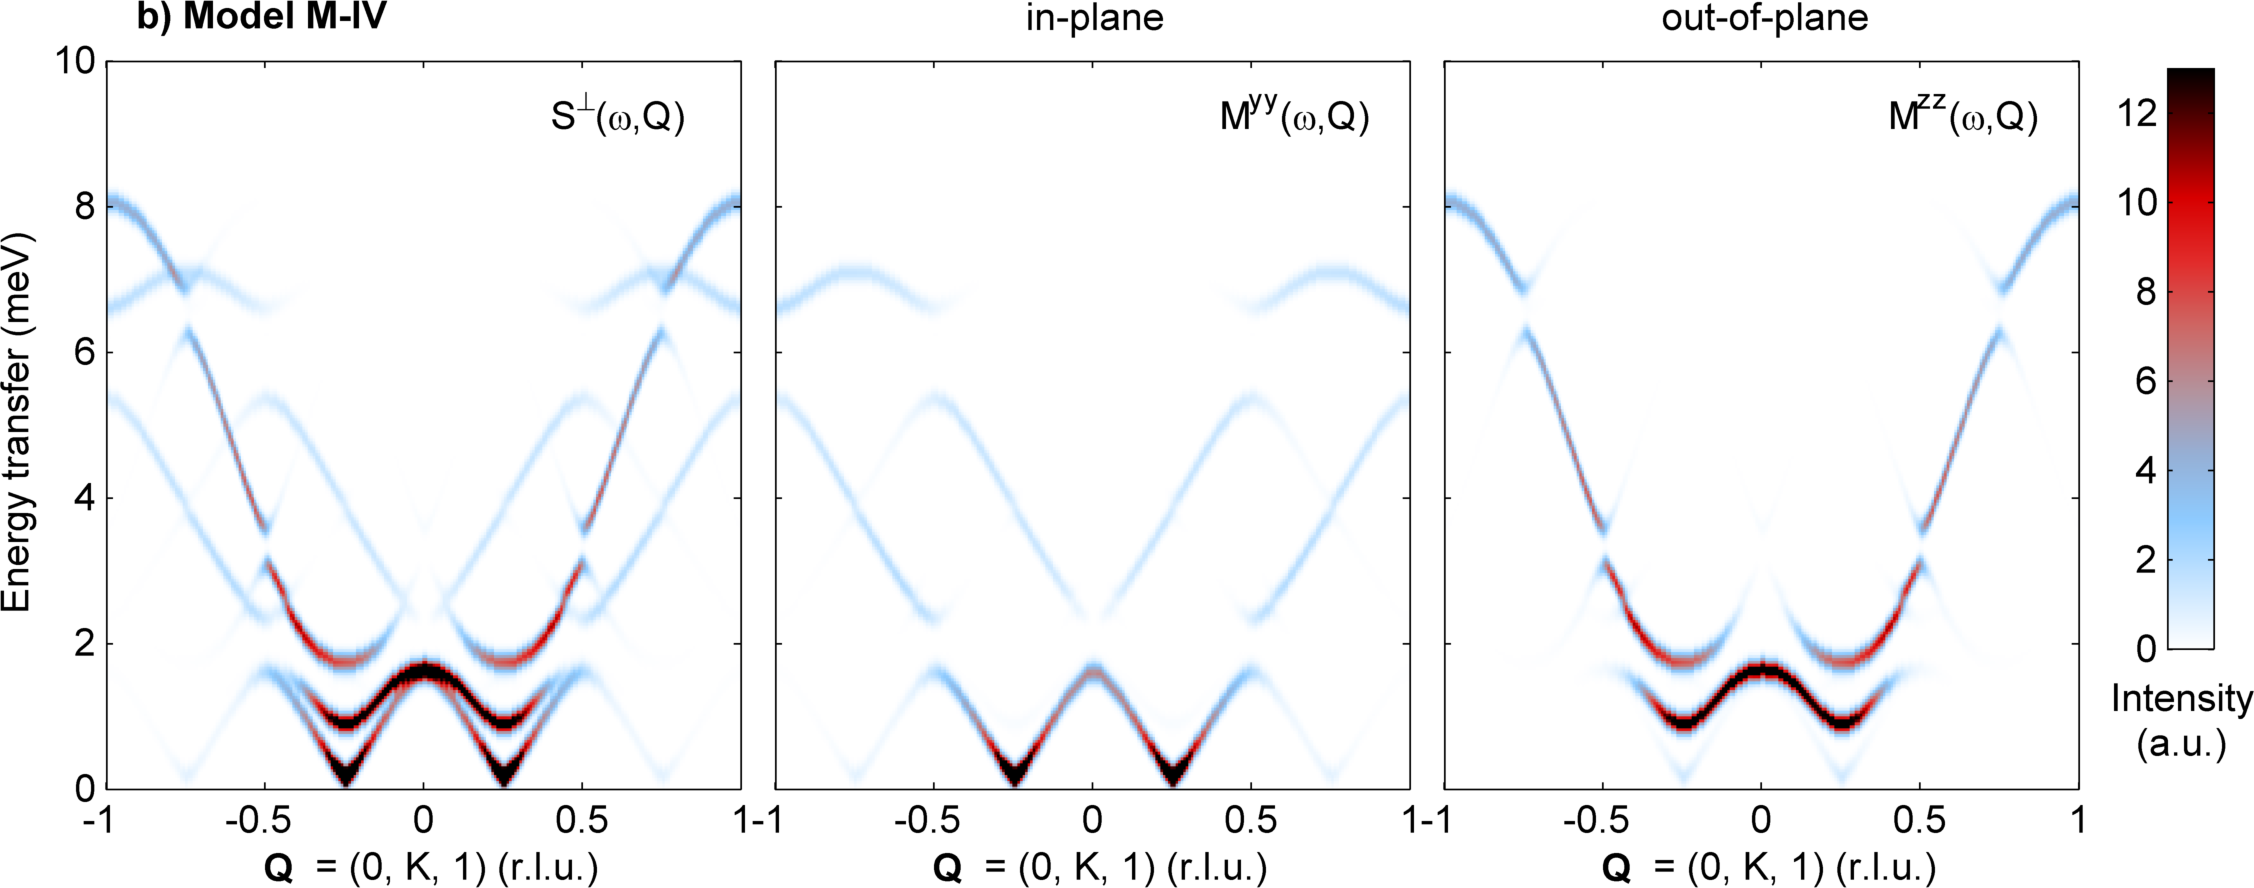 b) Model M-IV
in-plane
out-of-plane
S⊥(ω,Q)
Myy(ω,Q)
Mzz(ω,Q)
Energy transfer (meV)
10
8
6
4
2
0
-1 -0.5 0 0.5 1
-1 -0.5 0 0.5 1
-1 -0.5 0 0.5 1
Q = (0, K, 1) (r.l.u.)
Q = (0, K, 1) (r.l.u.)
Q = (0, K, 1) (r.l.u.)
12
10
8
6
4
2
0
Intensity
(a.u.)